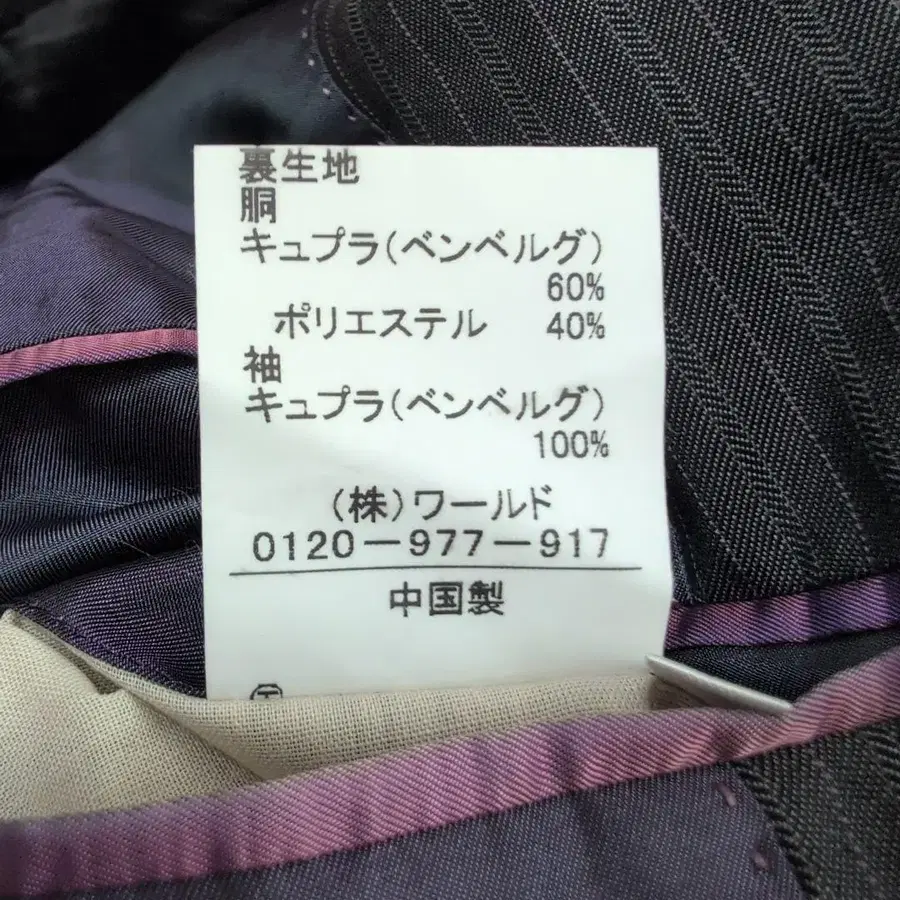 裏生地
胴
キュプラ(ベンベルグ)
60%
ポリエステル 40%
袖
キュプラ(ベンベルグ)
100%
(株)ワールド
0120-977-917
中国製